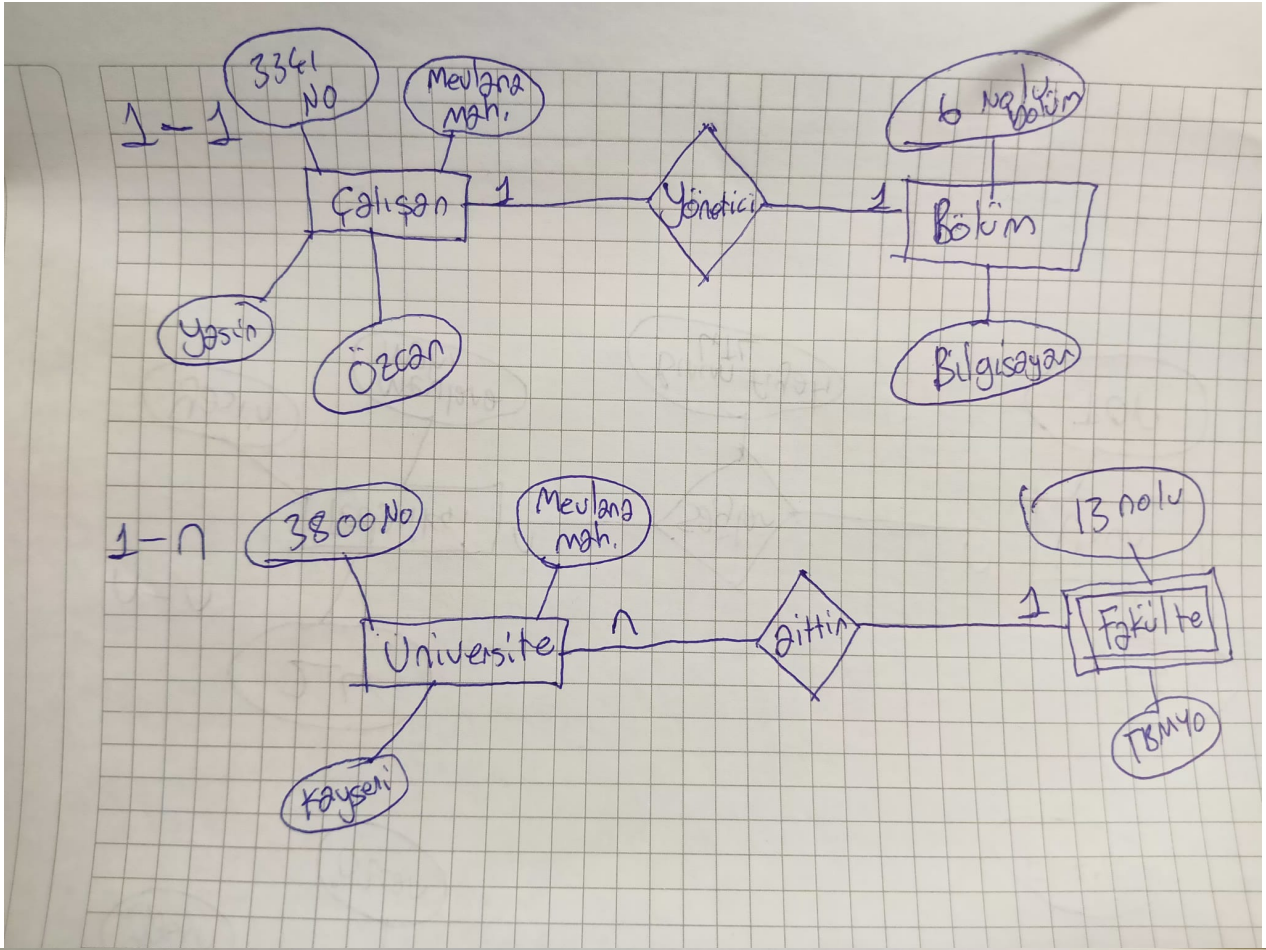 1-1
3341
NO
Mevlana
mah.
6 Nolu
bölüm
Çalışan
1
Yönetici
1
Bölüm
Yasin
Özcan
Bilgisayar
1-n
3800 NO
Mevlana
mah.
13 nolu
Üniversite
n
aittir
1
Fakülte
Kayseri
TBMYO